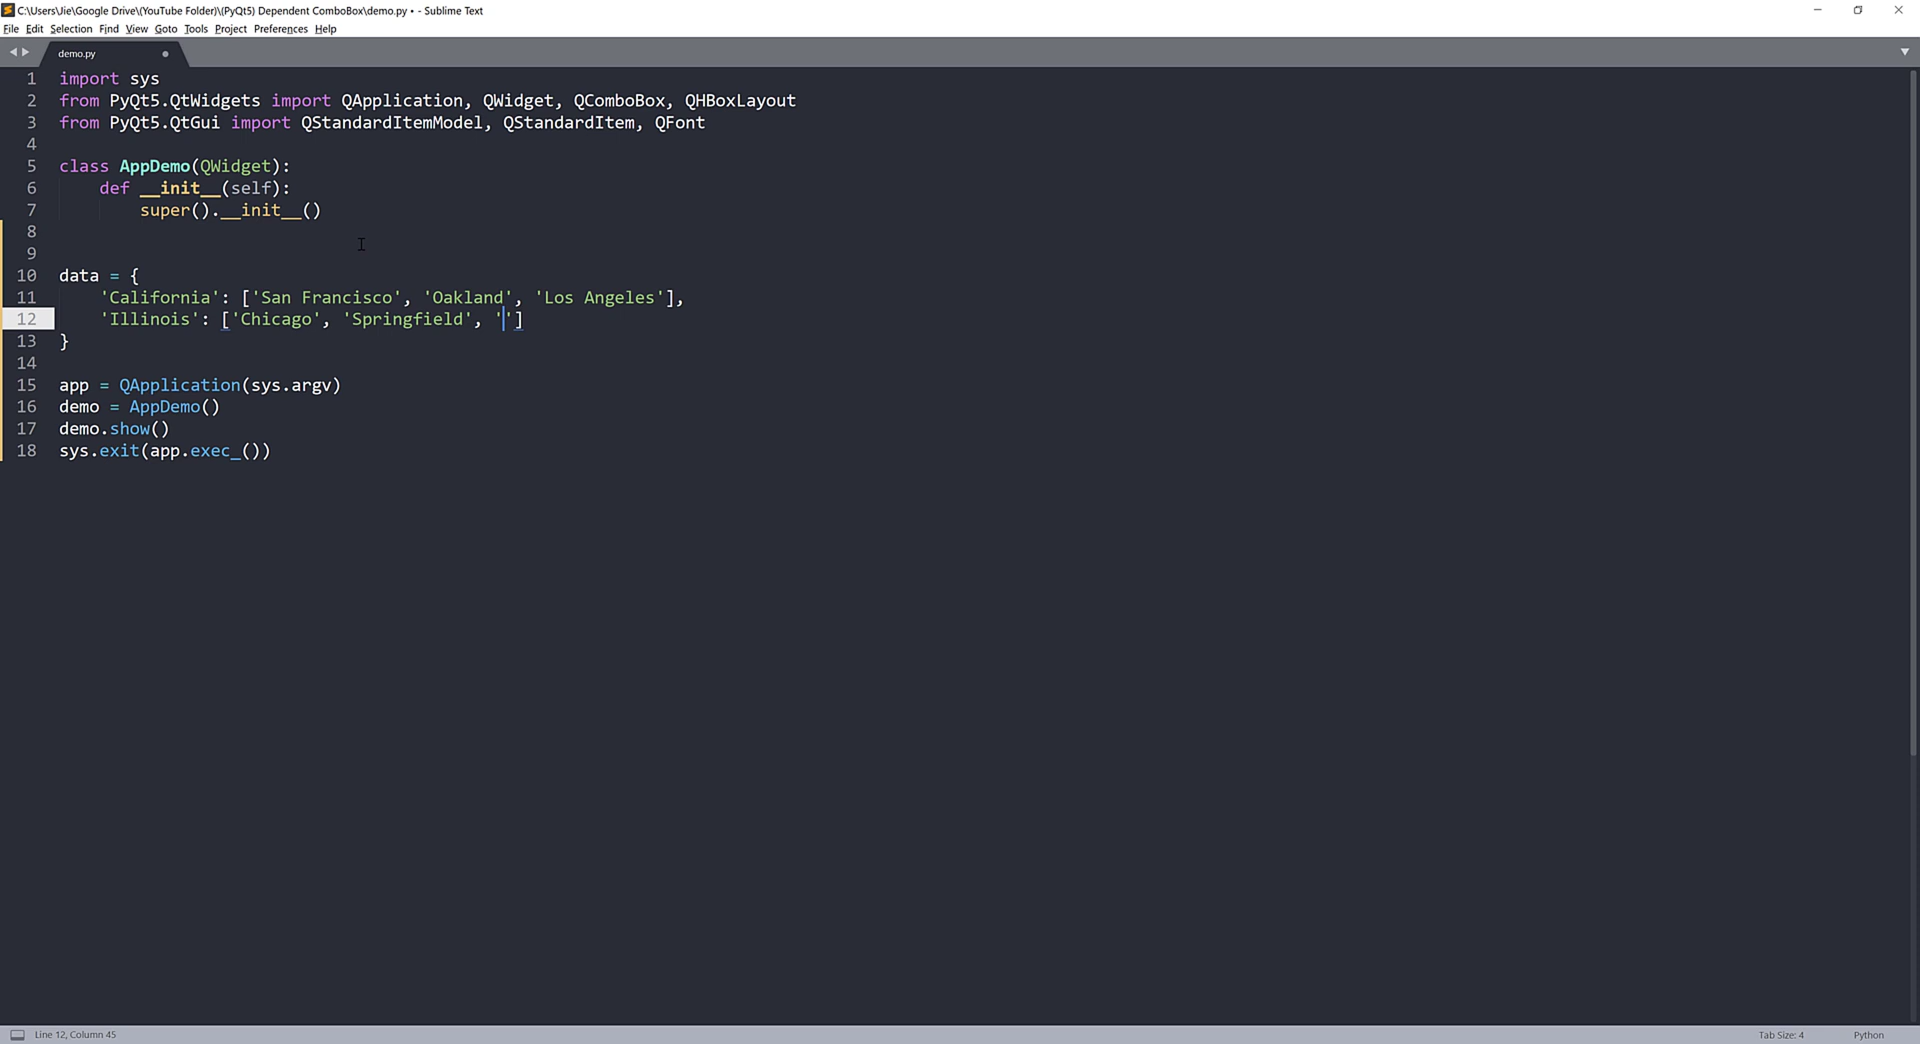 C:\Users\Jie\Google Drive\(YouTube Folder)\(PyQt5) Dependent ComboBox\demo.py • - Sublime Text
File Edit Selection Find View Goto Tools Project Preferences Help
demo.py
1 import sys
2 from PyQt5.QtWidgets import QApplication, QWidget, QComboBox, QHBoxLayout
3 from PyQt5.QtGui import QStandardItemModel, QStandardItem, QFont
4
5 class AppDemo(QWidget):
6     def __init__(self):
7         super().__init__()
8
9
10 data = {
11     'California': ['San Francisco', 'Oakland', 'Los Angeles'],
12     'Illinois': ['Chicago', 'Springfield', '']
13 }
14
15 app = QApplication(sys.argv)
16 demo = AppDemo()
17 demo.show()
18 sys.exit(app.exec_())
Line 12, Column 45 Tab Size: 4 Python